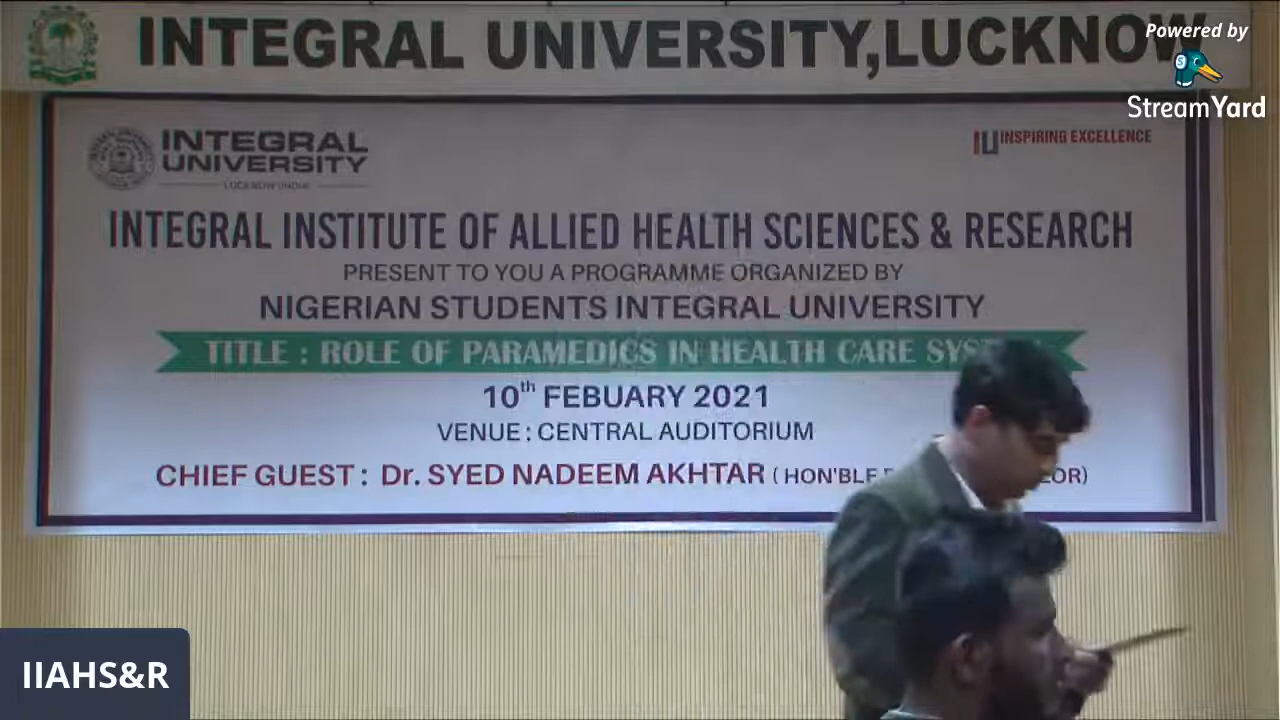 INTEGRAL UNIVERSITY,LUCKNOW
Powered by
StreamYard
INTEGRAL
UNIVERSITY
LUCKNOW (INDIA)
IU INSPIRING EXCELLENCE
INTEGRAL INSTITUTE OF ALLIED HEALTH SCIENCES & RESEARCH
PRESENT TO YOU A PROGRAMME ORGANIZED BY
NIGERIAN STUDENTS INTEGRAL UNIVERSITY
TITLE : ROLE OF PARAMEDICS IN HEALTH CARE
10th FEBUARY 2021
VENUE : CENTRAL AUDITORIUM
CHIEF GUEST : Dr. SYED NADEEM AKHTAR ( HON'BLE
IIAHS&R